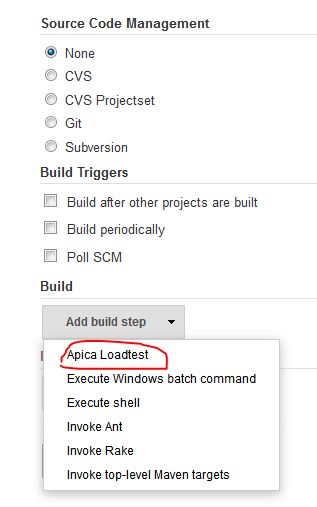 Source Code Management
None
CVS
CVS Projectset
Git
Subversion
Build Triggers
Build after other projects are built
Build periodically
Poll SCM
Build
Add build step
Apica Loadtest
Execute Windows batch command
Execute shell
Invoke Ant
Invoke Rake
Invoke top-level Maven targets